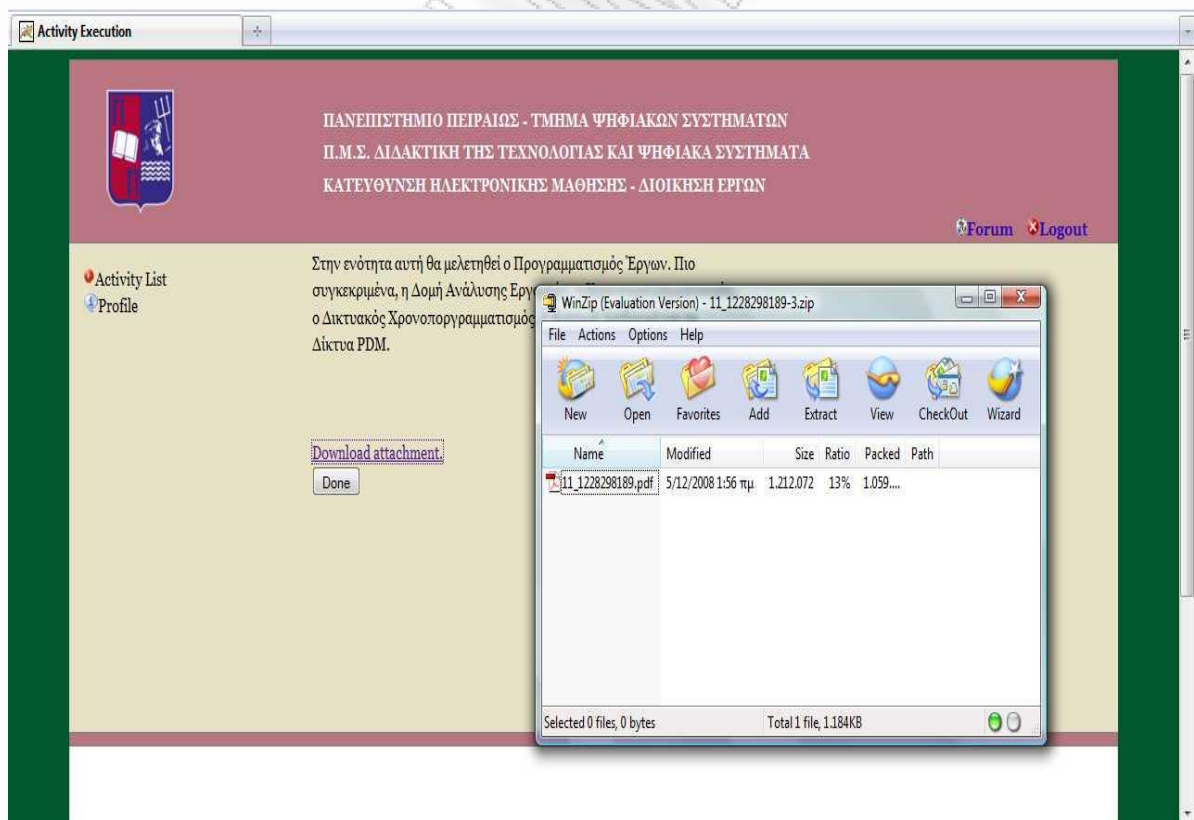 Activity Execution
ΠΑΝΕΠΙΣΤΗΜΙΟ ΠΕΙΡΑΙΩΣ - ΤΜΗΜΑ ΨΗΦΙΑΚΩΝ ΣΥΣΤΗΜΑΤΩΝ
Π.Μ.Σ. ΔΙΔΑΚΤΙΚΗ ΤΗΣ ΤΕΧΝΟΛΟΓΙΑΣ ΚΑΙ ΨΗΦΙΑΚΑ ΣΥΣΤΗΜΑΤΑ
ΚΑΤΕΥΘΥΝΣΗ ΗΛΕΚΤΡΟΝΙΚΗΣ ΜΑΘΗΣΗΣ - ΔΙΟΙΚΗΣΗ ΕΡΓΩΝ
Forum Logout
Activity List
Profile
Στην ενότητα αυτή θα μελετηθεί ο Προγραμματισμός Έργων. Πιο
συγκεκριμένα, η Δομή Ανάλυσης
ο Δικτυακός Χρονοποργραμματισμός
Δίκτυα PDM.
Download attachment.
Done
WinZip (Evaluation Version) - 11_1228298189-3.zip
File Actions Options Help
New Open Favorites Add Extract View CheckOut Wizard
Name Modified Size Ratio Packed Path
11_1228298189.pdf 5/12/2008 1:56 πμ 1.212.072 13% 1.059....
Selected 0 files, 0 bytes Total 1 file, 1.184KB